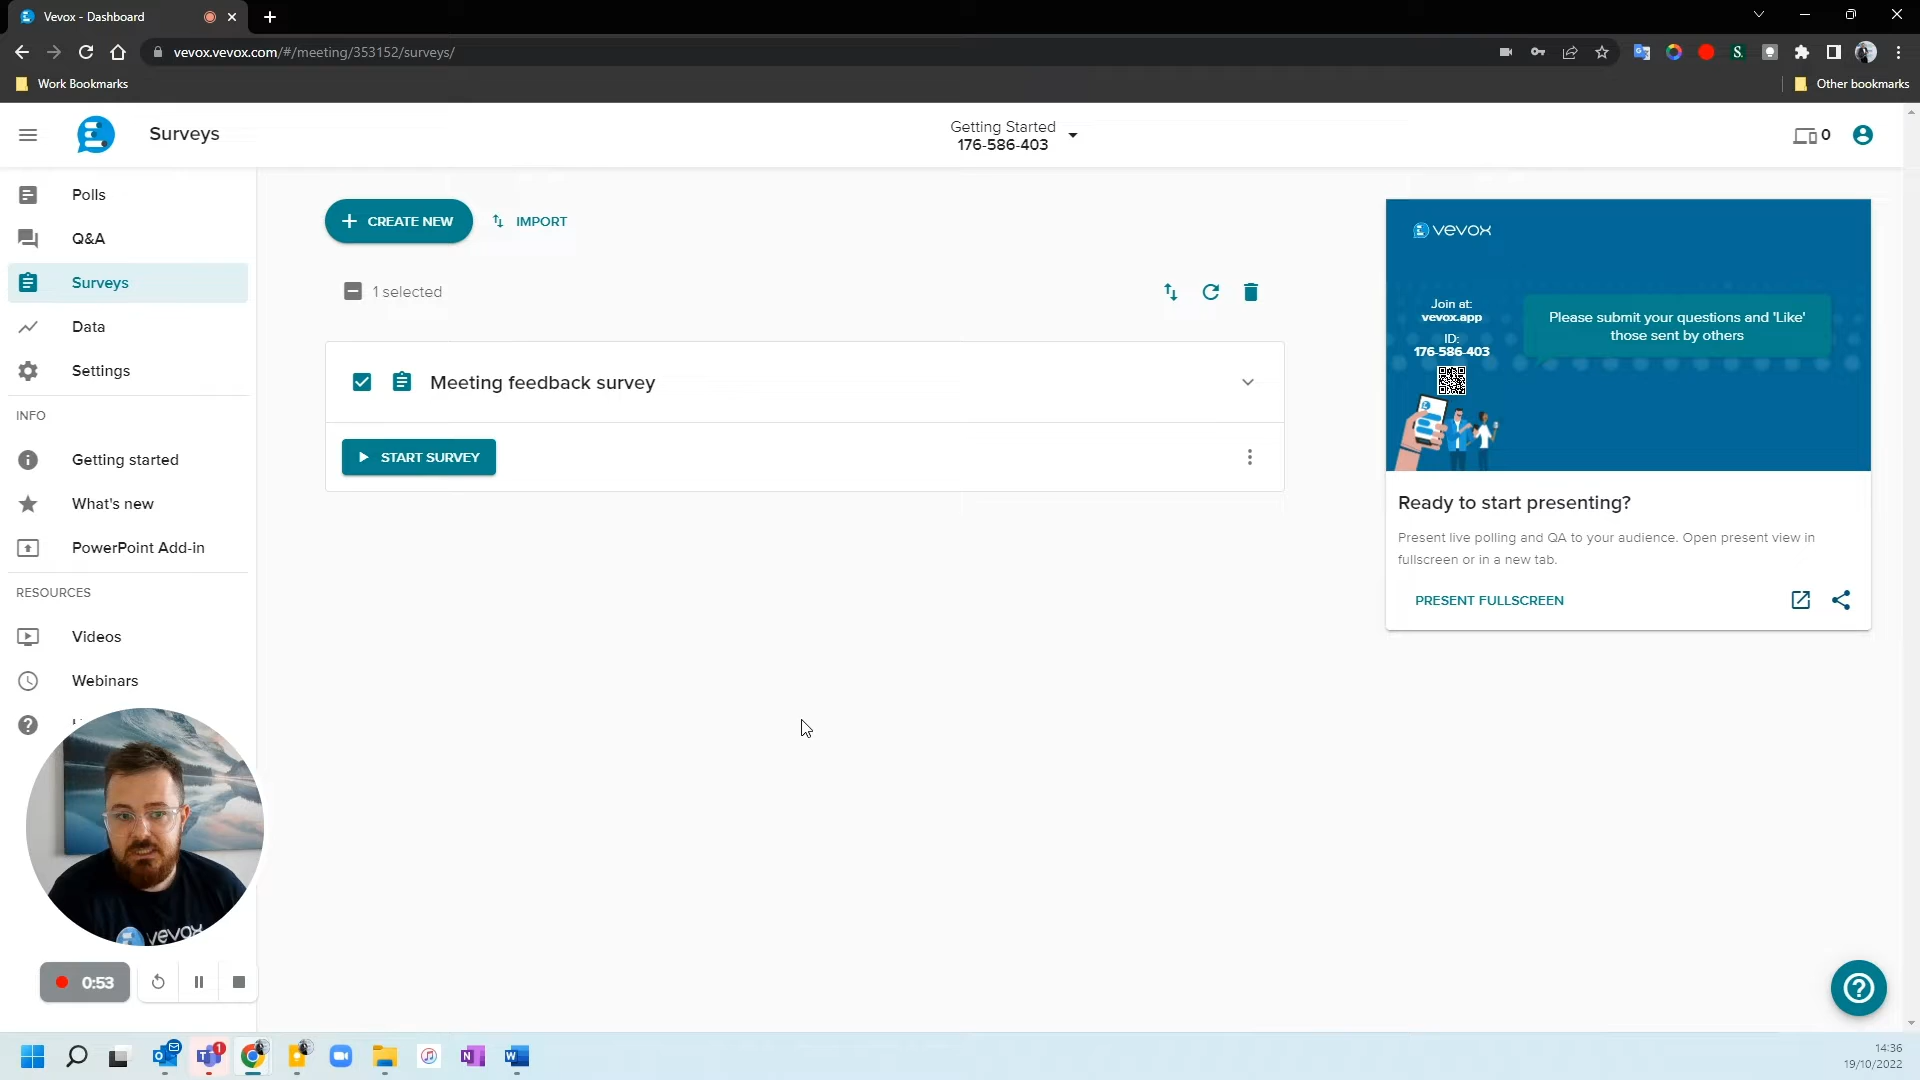 Vevox - Dashboard
vevox.vevox.com/#/meeting/353152/surveys/
Work Bookmarks
Other bookmarks
Surveys
Getting Started
176-586-403
0
Polls
Q&A
Surveys
Data
Settings
INFO
Getting started
What's new
PowerPoint Add-in
RESOURCES
Videos
Webinars
CREATE NEW
IMPORT
1 selected
Meeting feedback survey
START SURVEY
vevox
Join at:
vevox.app
ID:
176-586-403
Please submit your questions and 'Like'
those sent by others
Ready to start presenting?
Present live polling and QA to your audience. Open present view in
fullscreen or in a new tab.
PRESENT FULLSCREEN
vevox
0:53
1
14:36
19/10/2022